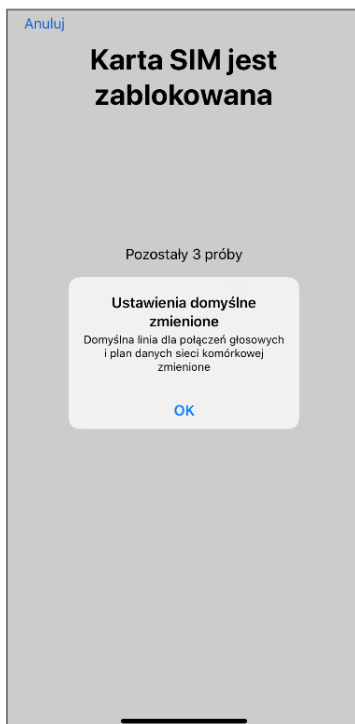 Anuluj
Karta SIM jest
zablokowana
Pozostały 3 próby
Ustawienia domyślne
zmienione
Domyślna linia dla połączeń głosowych
i plan danych sieci komórkowej
zmienione
OK